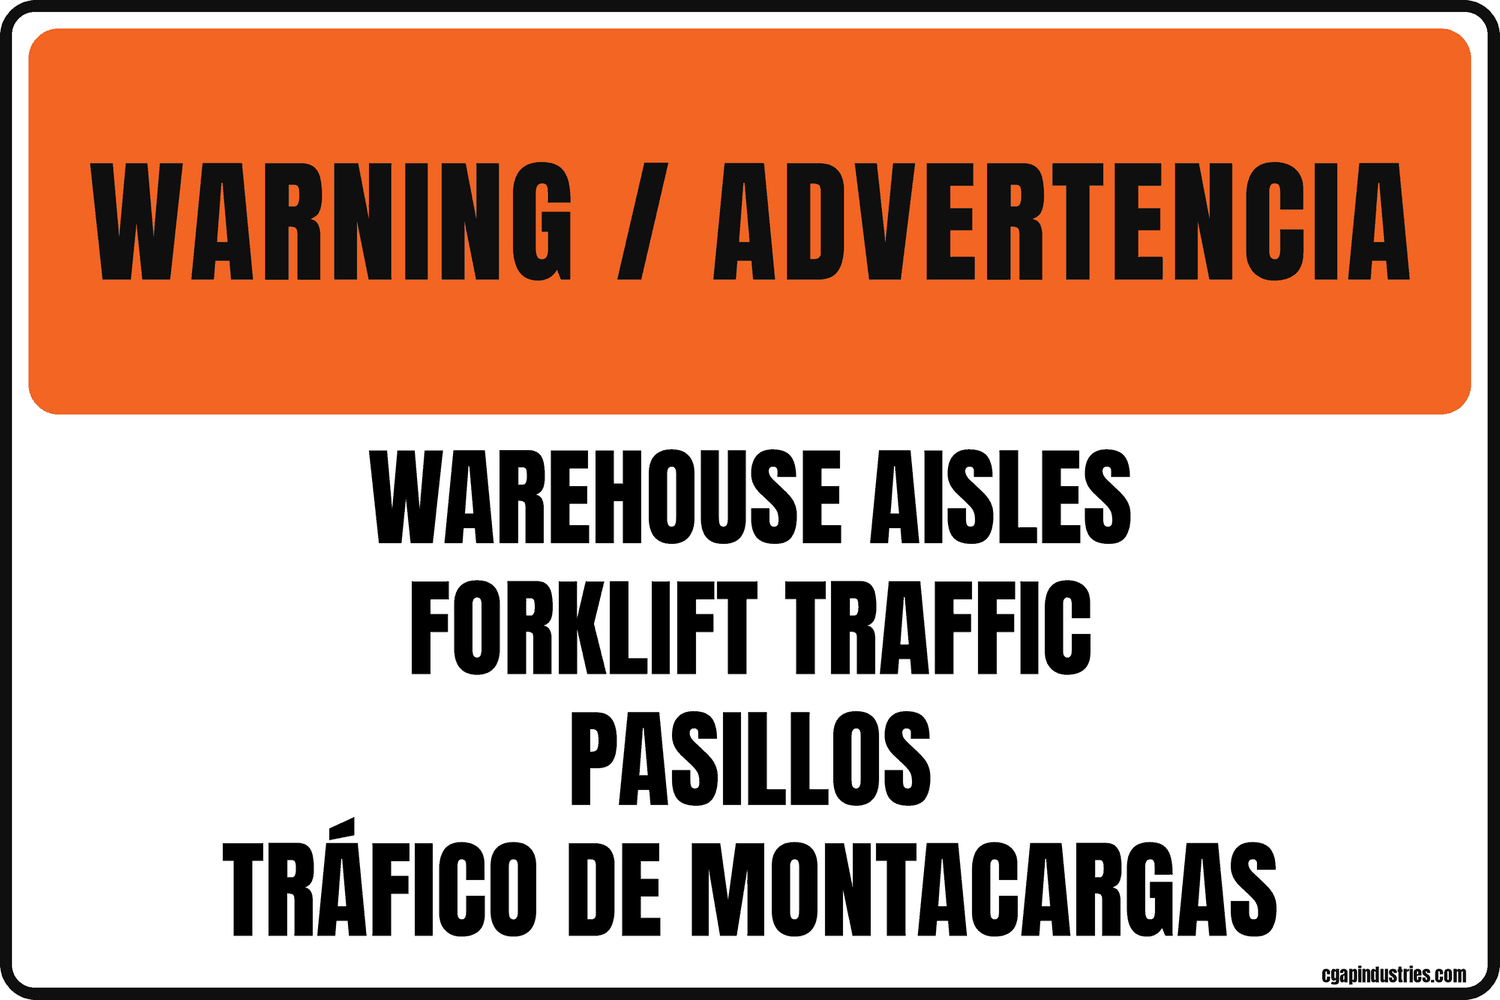 WARNING / ADVERTENCIA
WAREHOUSE AISLES
FORKLIFT TRAFFIC
PASILLOS
TRÁFICO DE MONTACARGAS
cgapindustries.com